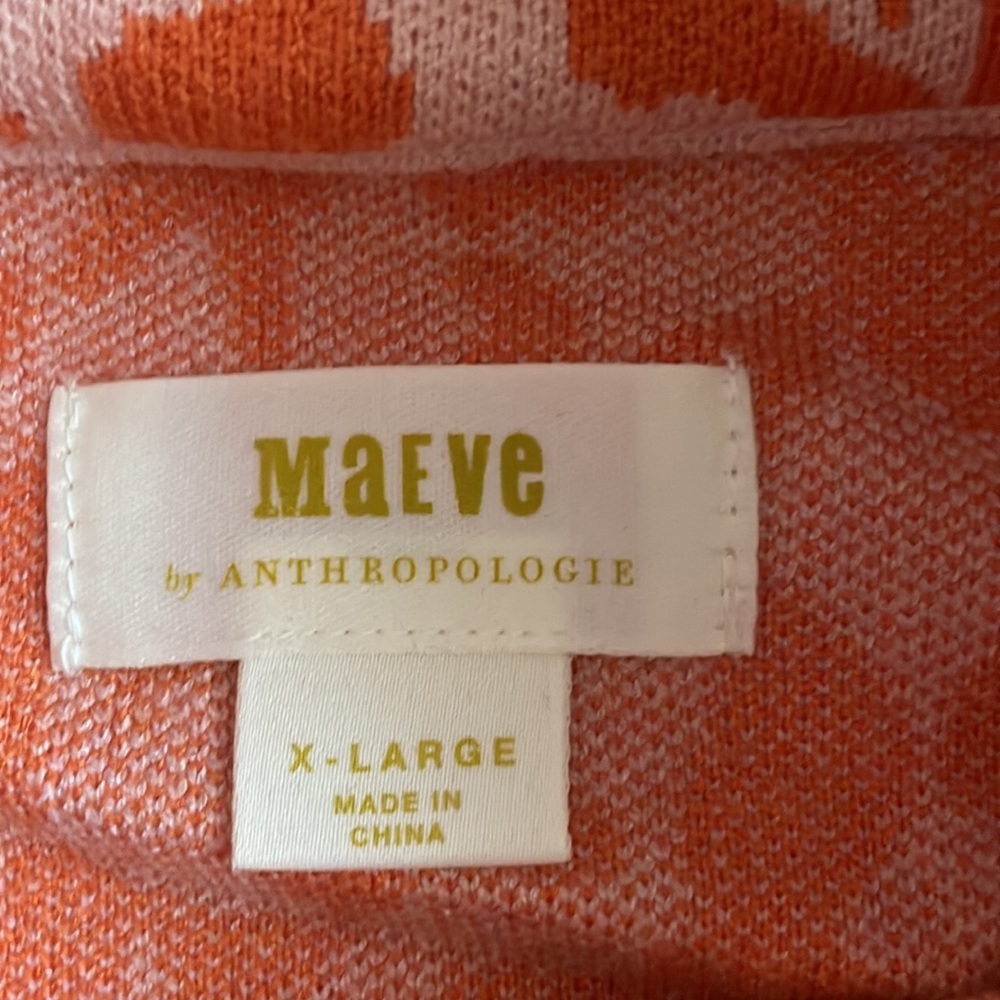 MaEve
by ANTHROPOLOGIE
X-LARGE
MADE IN
CHINA